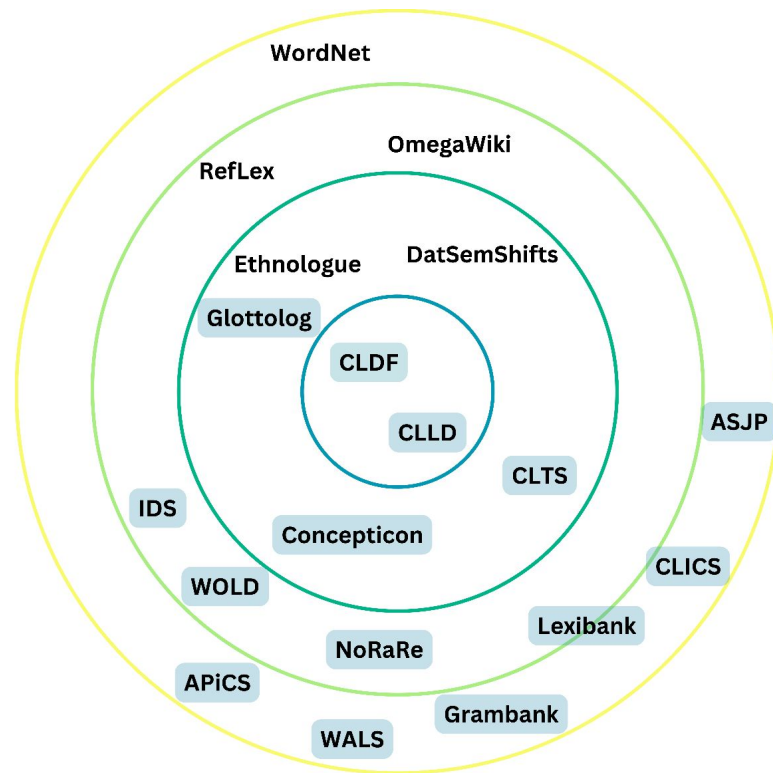 WordNet
OmegaWiki
RefLex
DatSemShifts
Ethnologue
Glottolog
CLDF
ASJP
CLLD
CLTS
IDS
Concepticon
CLICS
WOLD
Lexibank
NoRaRe
APiCS
Grambank
WALS